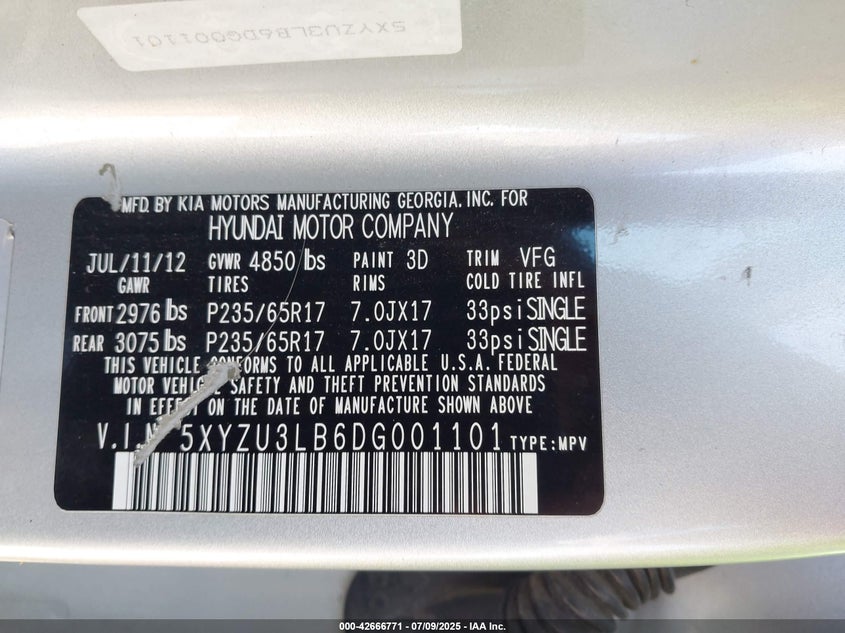 5XYZU3LB6DG001101
MFD. BY KIA MOTORS MANUFACTURING GEORGIA. INC. FOR
HYUNDAI MOTOR COMPANY
JUL/11/12 GVWR 4850 lbs PAINT 3D TRIM VFG
GAWR TIRES RIMS COLD TIRE INFL
FRONT 2976 lbs P235/65R17 7.0JX17 33psi SINGLE
REAR 3075 lbs P235/65R17 7.0JX17 33psi SINGLE
THIS VEHICLE CONFORMS TO ALL APPLICABLE U.S.A. FEDERAL
MOTOR VEHICLE SAFETY AND THEFT PREVENTION STANDARDS
IN EFFECT ON THE DATE OF MANUFACTURE SHOWN ABOVE
V.I.N 5XYZU3LB6DG001101 TYPE:MPV
000-42666771 - 07/09/2025 - IAA Inc.